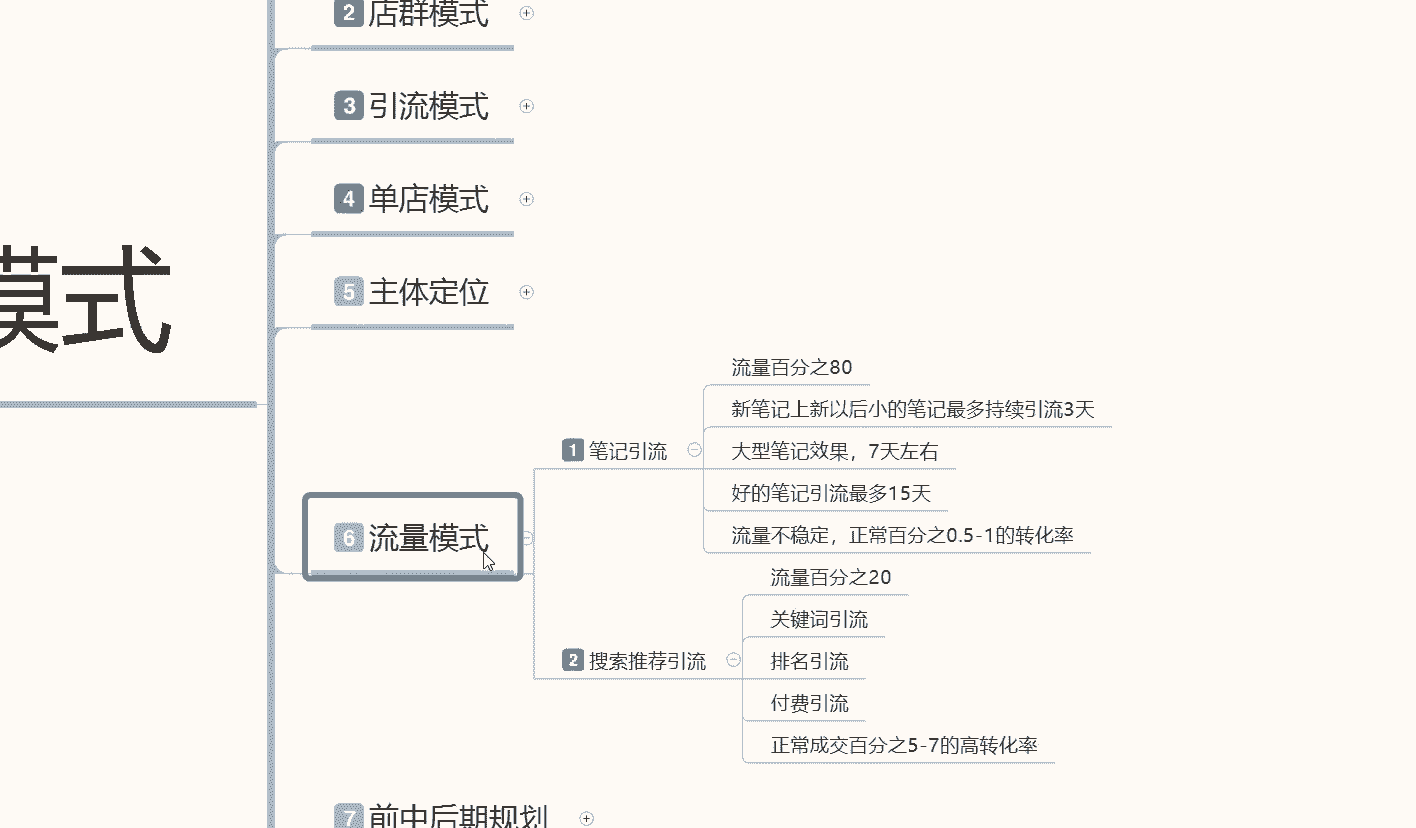 2 店群模式
3 引流模式
4 单店模式
5 主体定位
模式
6 流量模式
1 笔记引流
流量百分之80
新笔记上新以后小的笔记最多持续引流3天
大型笔记效果，7天左右
好的笔记引流最多15天
流量不稳定，正常百分之0.5-1的转化率
2 搜索推荐引流
流量百分之20
关键词引流
排名引流
付费引流
正常成交百分之5-7的高转化率
7 前中后期规划